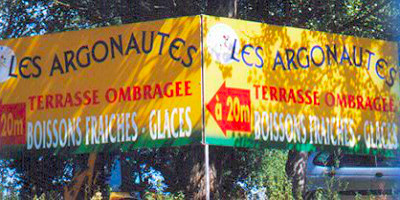 LES ARGONAUTES
TERRASSE OMBRAGEE
20m
BOISSONS FRAICHES - GLACES
LES ARGONAUTES
TERRASSE OMBRAGEE
à 20m
BOISSONS FRAICHES - GLACES